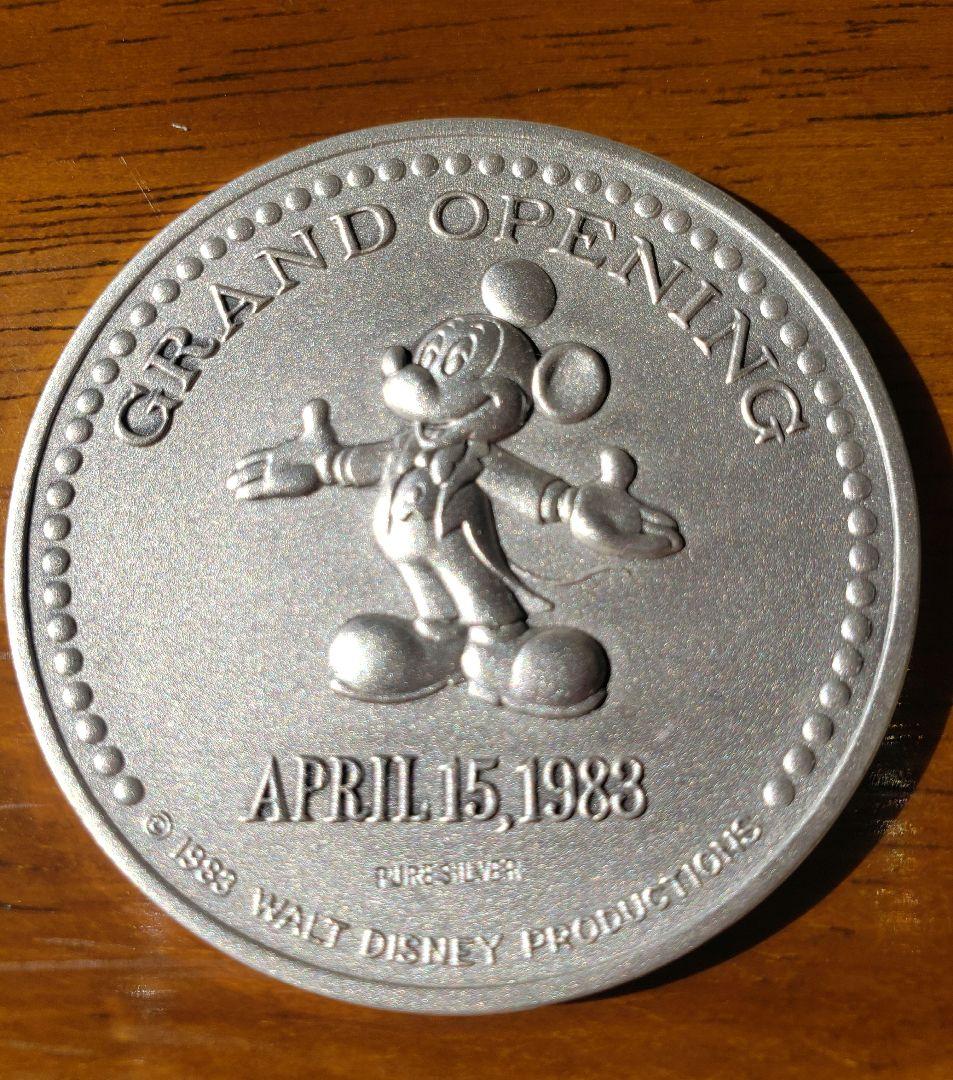 GRAND OPENING
APRIL 15, 1983
PURE SILVER
© 1983 WALT DISNEY PRODUCTIONS